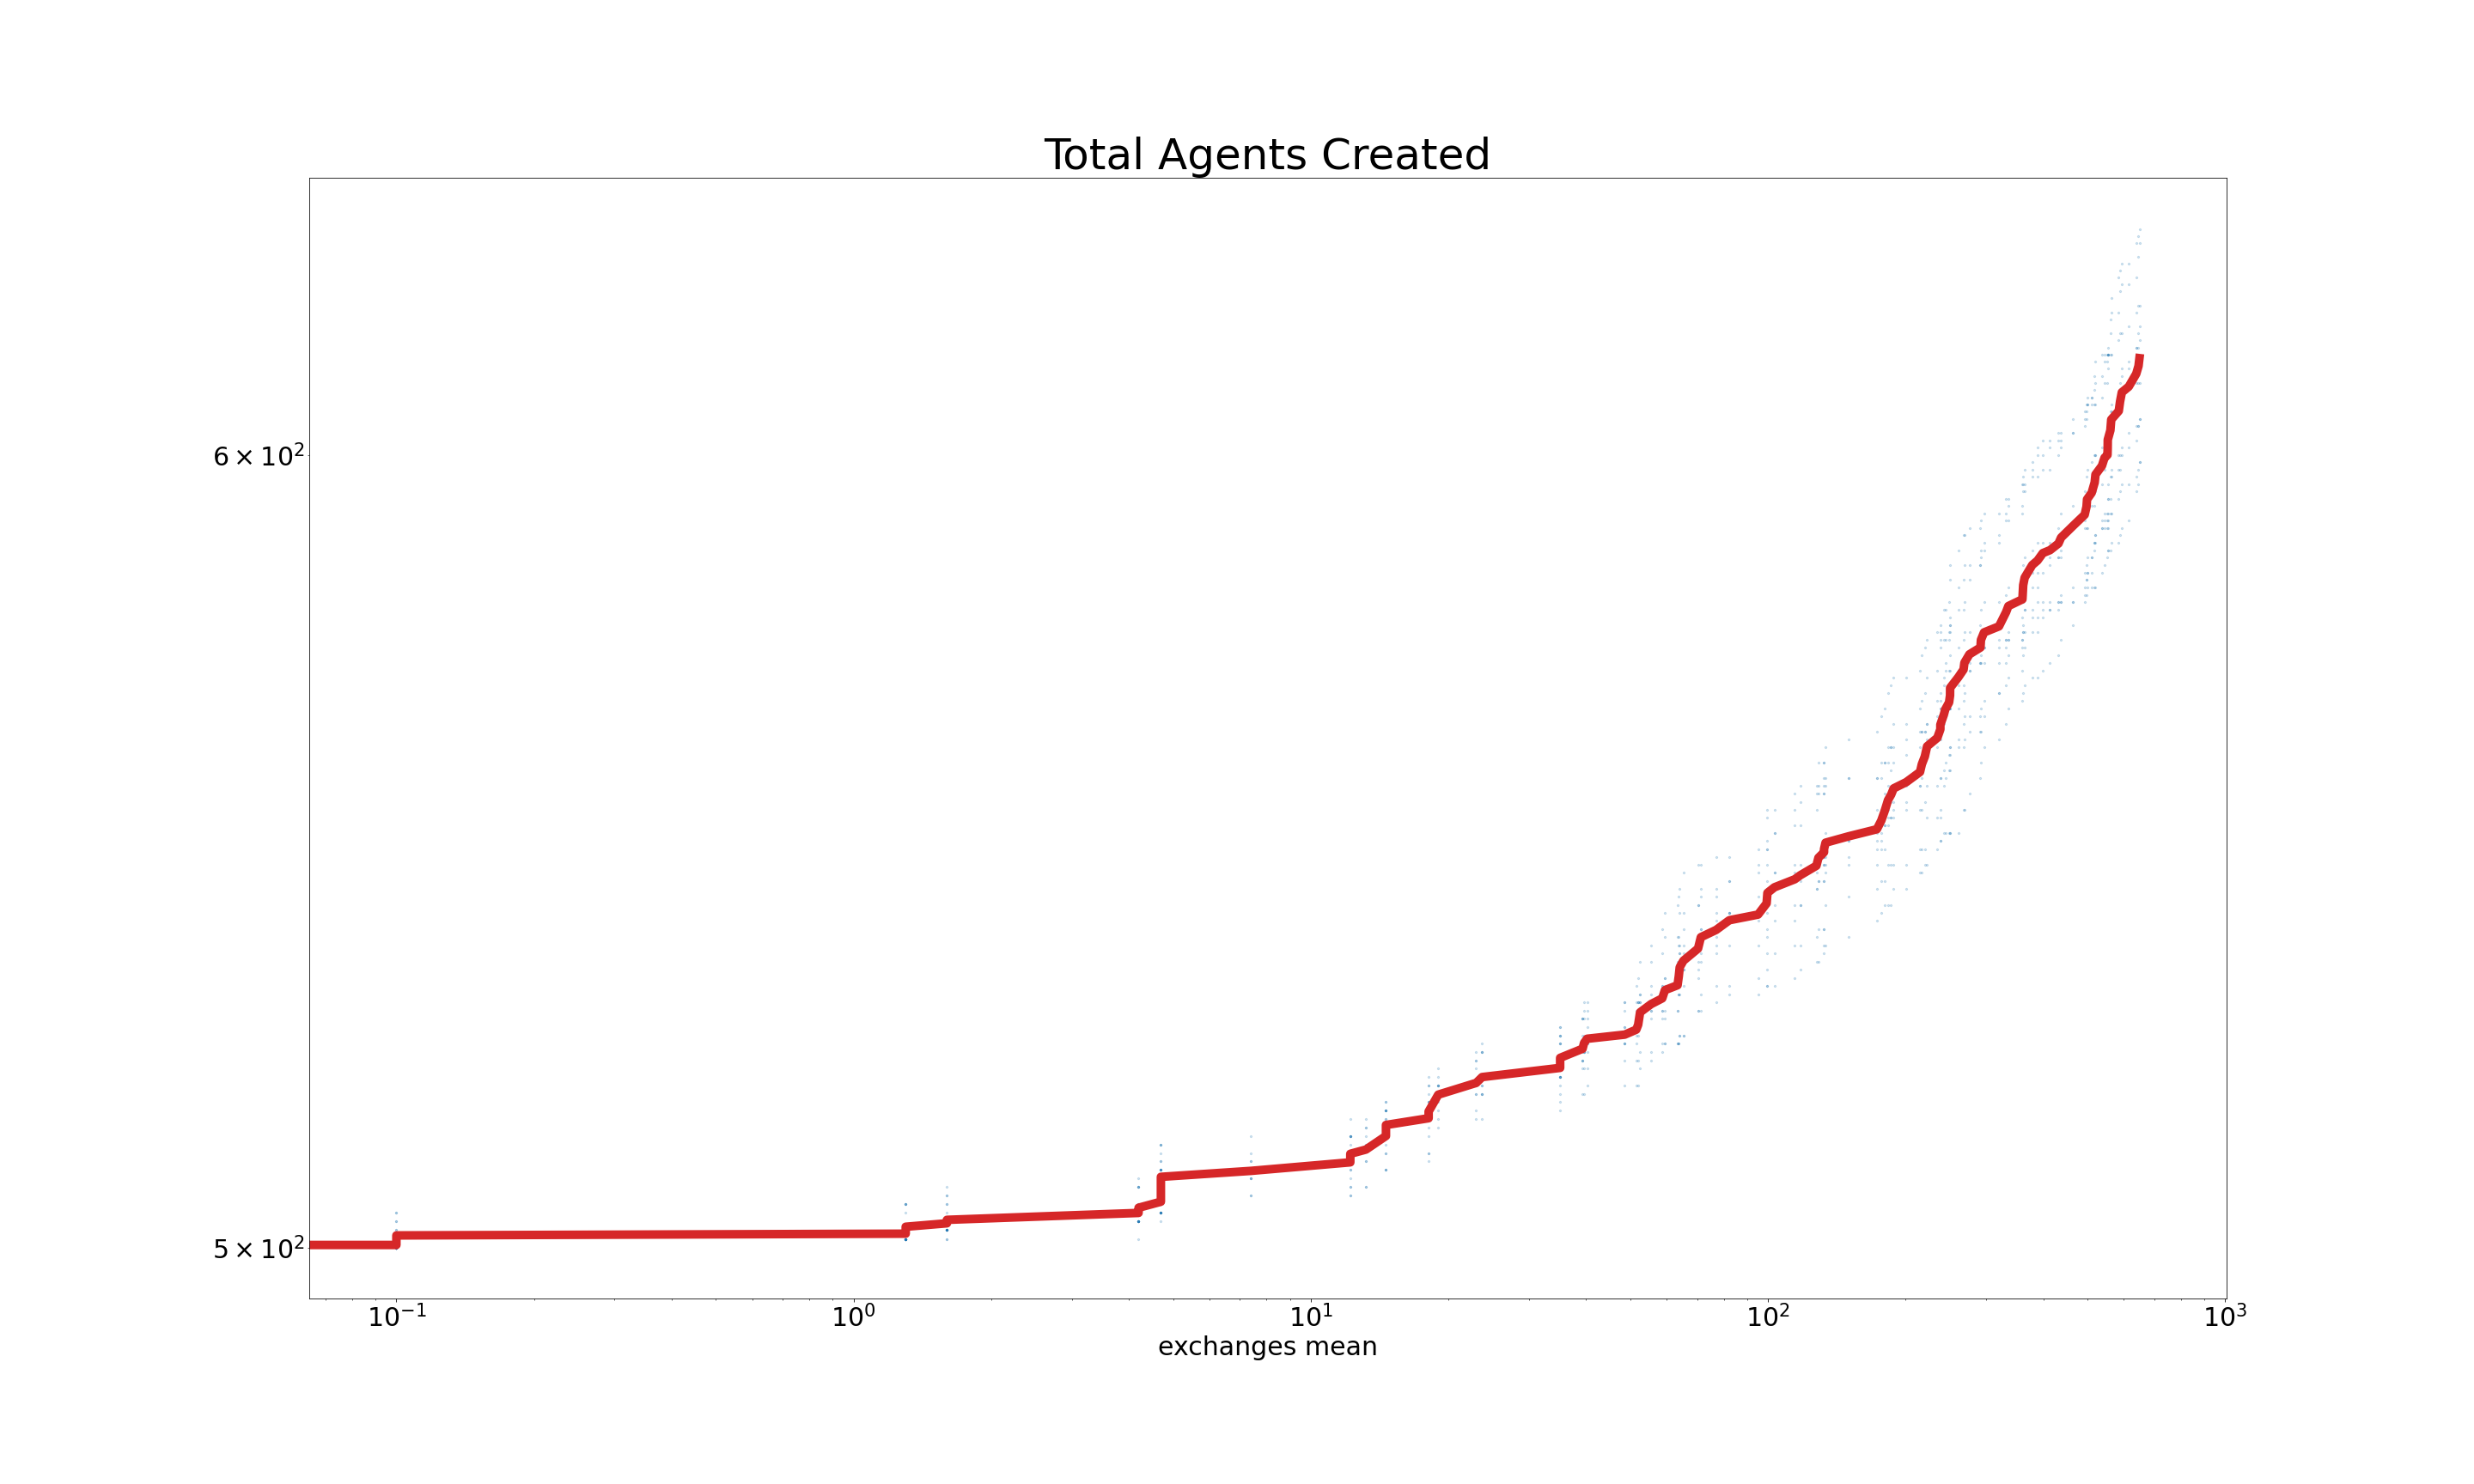 Total Agents Created
6 × 10²
5 × 10²
10⁻¹ 10⁰ 10¹ 10² 10³
exchanges mean